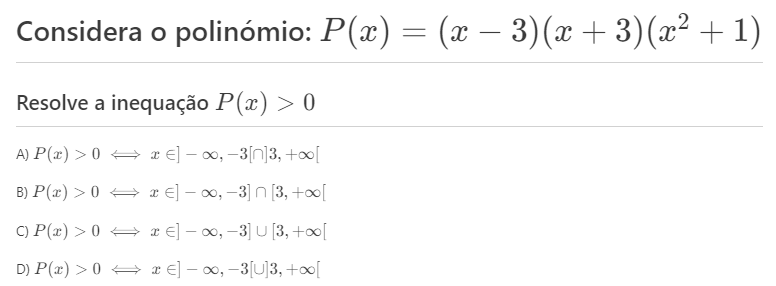 Considera o polinómio: P(x) = (x − 3)(x + 3)(x² + 1)
Resolve a inequação P(x) > 0
A) P(x) > 0 ⟺ x ∈] − ∞, −3[∩]3, +∞[
B) P(x) > 0 ⟺ x ∈] − ∞, −3] ∩ [3, +∞[
C) P(x) > 0 ⟺ x ∈] − ∞, −3] ∪ [3, +∞[
D) P(x) > 0 ⟺ x ∈] − ∞, −3[∪]3, +∞[